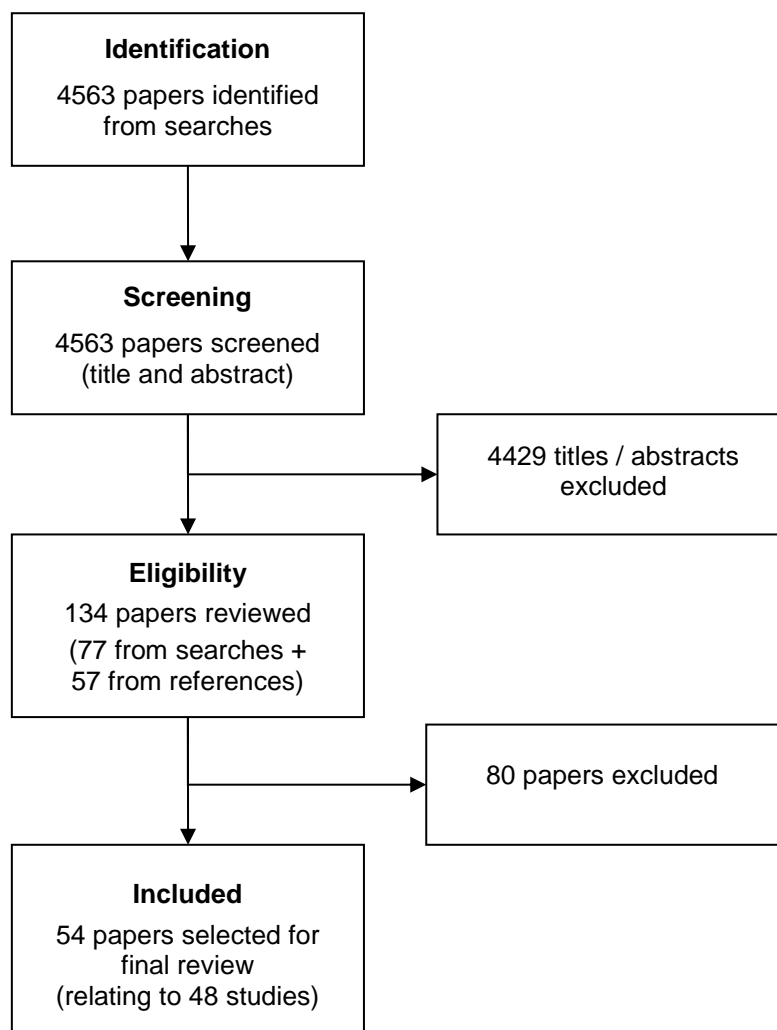 Identification
4563 papers identified
from searches
Screening
4563 papers screened
(title and abstract)
4429 titles / abstracts
excluded
Eligibility
134 papers reviewed
(77 from searches +
57 from references)
80 papers excluded
Included
54 papers selected for
final review
(relating to 48 studies)